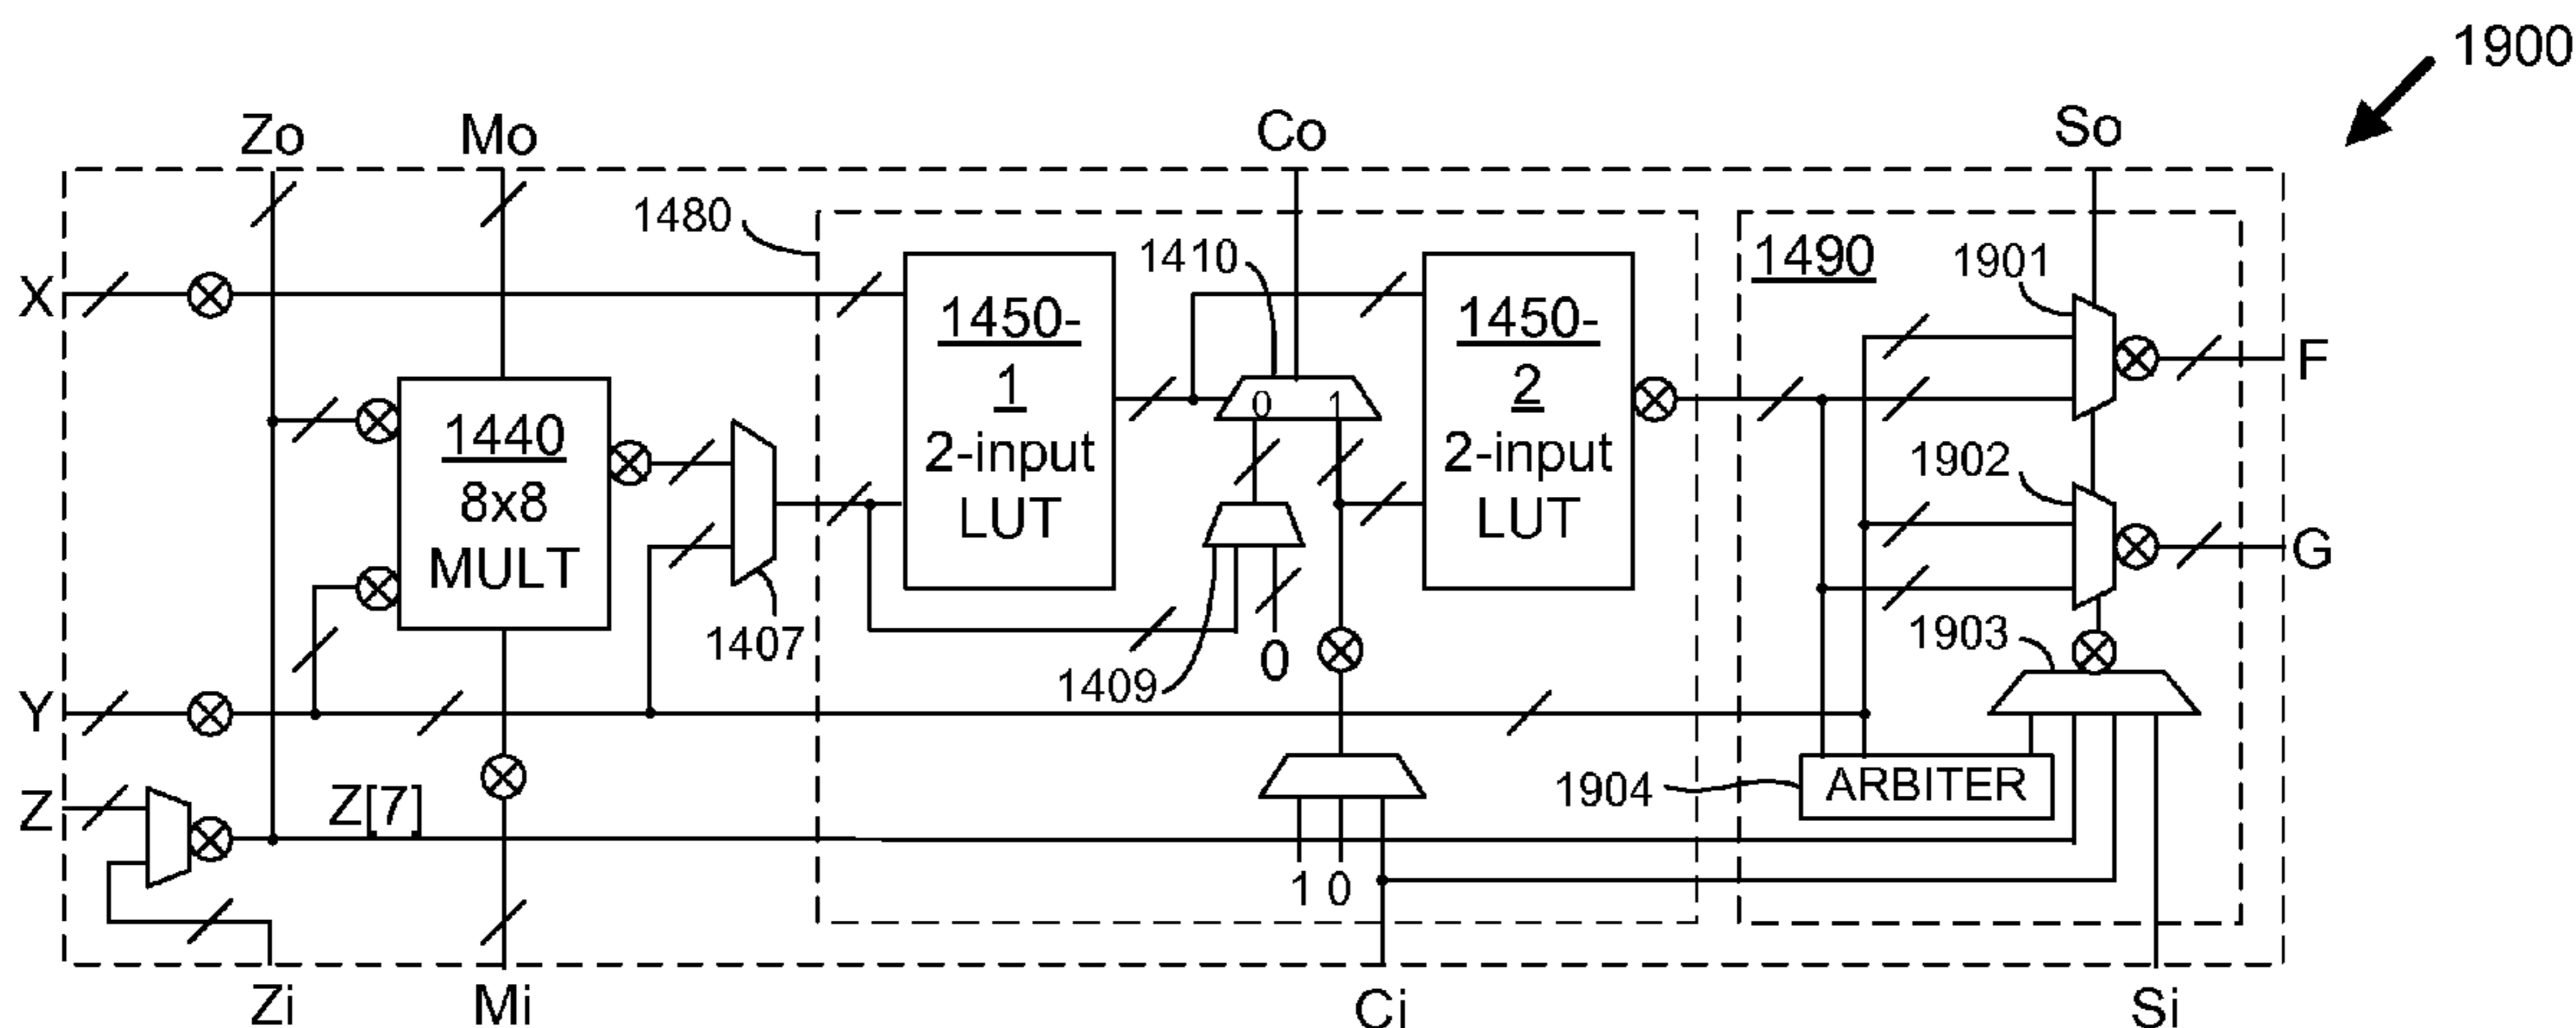 1900
Zo Mo Co So
1480
1410
1490
1901
X
1450-
1
2-input
LUT
1450-
2
2-input
LUT
F
0 1
1440
8x8
MULT
1902
G
1407
1409
0
1903
Y
1904
ARBITER
Z
Z[7]
1 0
Zi Mi Ci Si